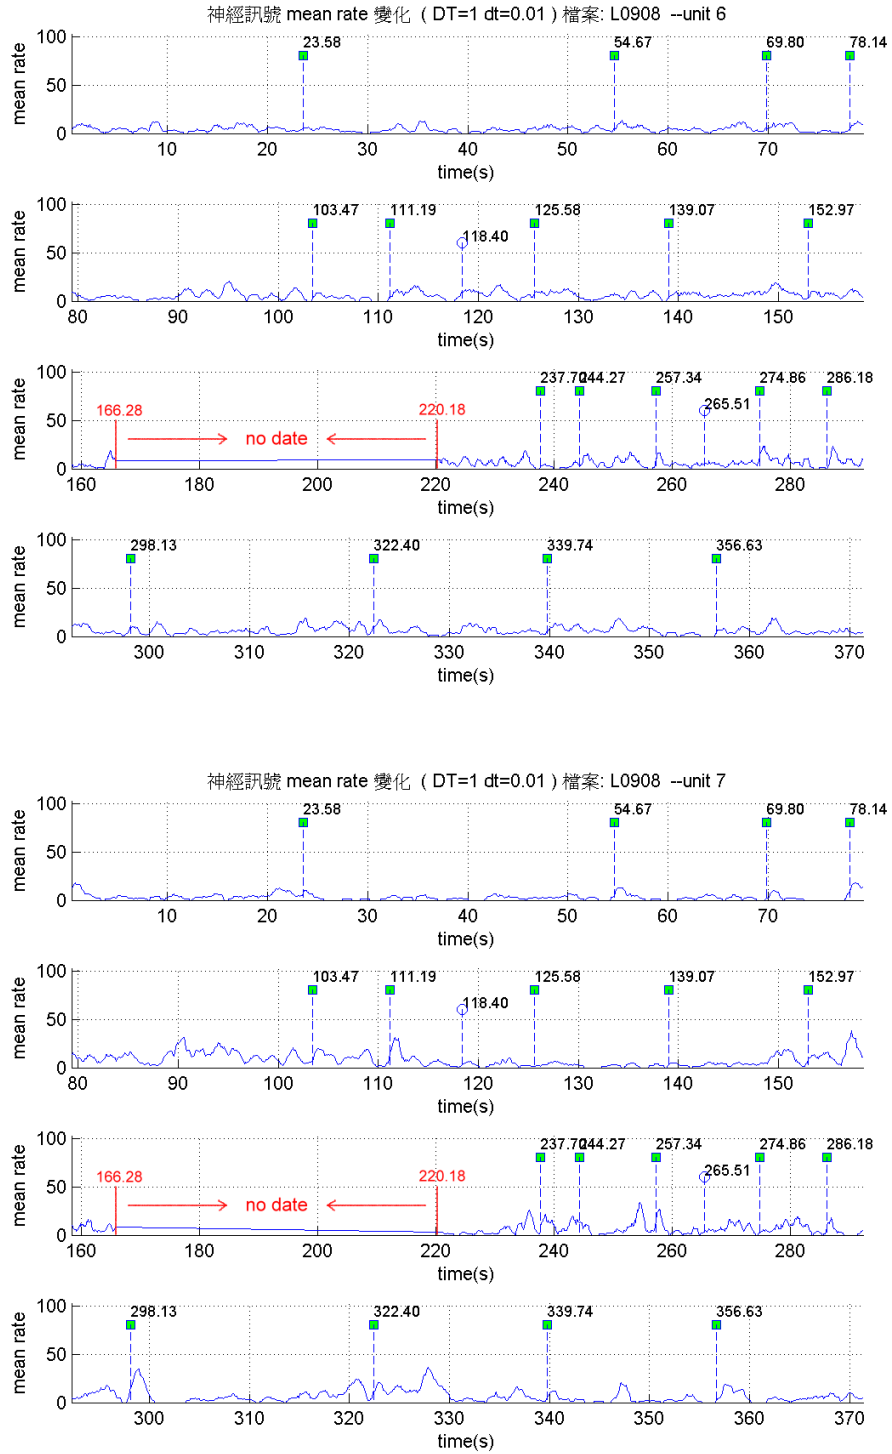 神經訊號 mean rate 變化 ( DT=1 dt=0.01 ) 檔案: L0908 --unit 6
23.58 54.67 69.80 78.14
100
50
0
mean rate
10 20 30 40 50 60 70
time(s)
103.47 111.19 118.40 125.58 139.07 152.97
100
50
0
mean rate
80 90 100 110 120 130 140 150
time(s)
237.70 244.27 257.34 265.51 274.86 286.18
166.28 no date 220.18
100
50
0
mean rate
160 180 200 220 240 260 280
time(s)
298.13 322.40 339.74 356.63
100
50
0
mean rate
300 310 320 330 340 350 360 370
time(s)
神經訊號 mean rate 變化 ( DT=1 dt=0.01 ) 檔案: L0908 --unit 7
23.58 54.67 69.80 78.14
100
50
0
mean rate
10 20 30 40 50 60 70
time(s)
103.47 111.19 118.40 125.58 139.07 152.97
100
50
0
mean rate
80 90 100 110 120 130 140 150
time(s)
237.70 244.27 257.34 265.51 274.86 286.18
166.28 no date 220.18
100
50
0
mean rate
160 180 200 220 240 260 280
time(s)
298.13 322.40 339.74 356.63
100
50
0
mean rate
300 310 320 330 340 350 360 370
time(s)